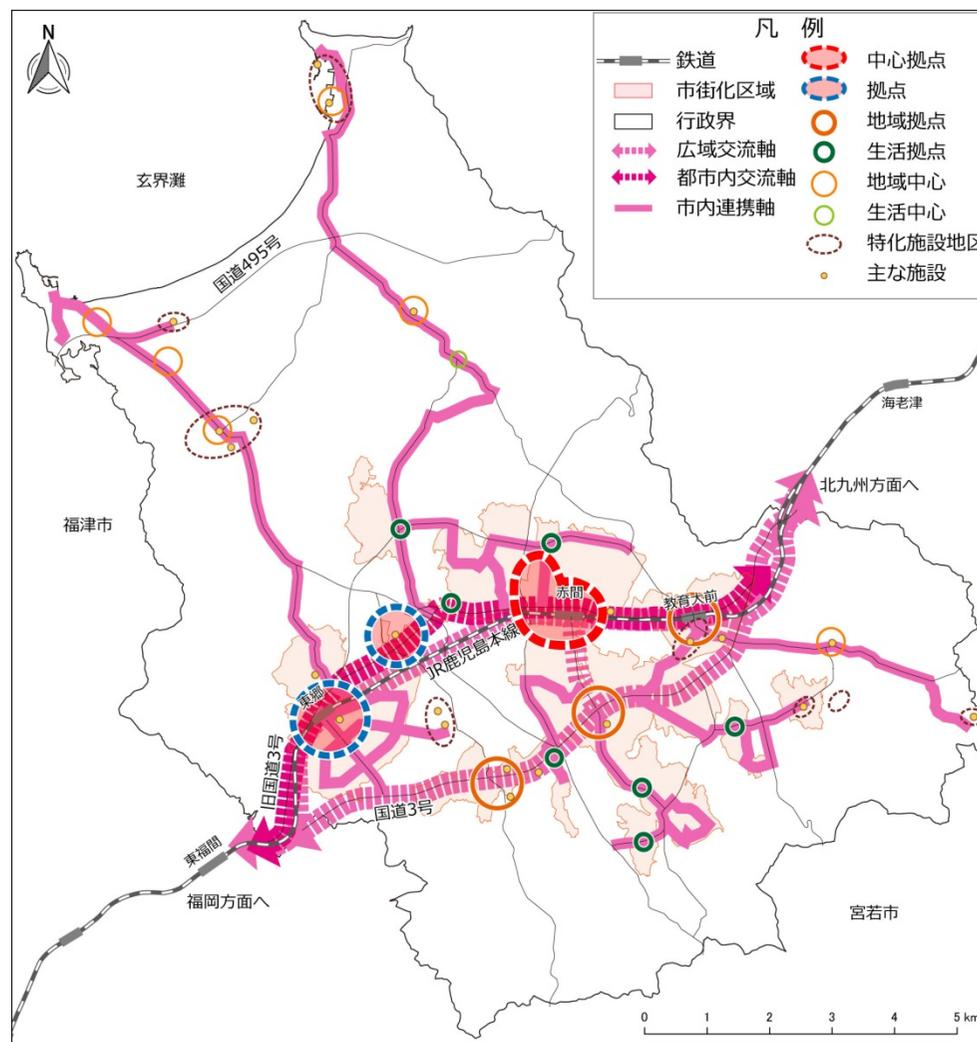 N
凡 例
鉄道
市街化区域
行政界
広域交流軸
都市内交流軸
市内連携軸
中心拠点
拠点
地域拠点
生活拠点
地域中心
生活中心
特化施設地区
主な施設
玄界灘
国道495号
海老津
北九州方面へ
福津市
赤間
教育大前
JR鹿児島本線
東郷
旧国道3号
国道3号
東福間
福岡方面へ
宮若市
0 1 2 3 4 5 km